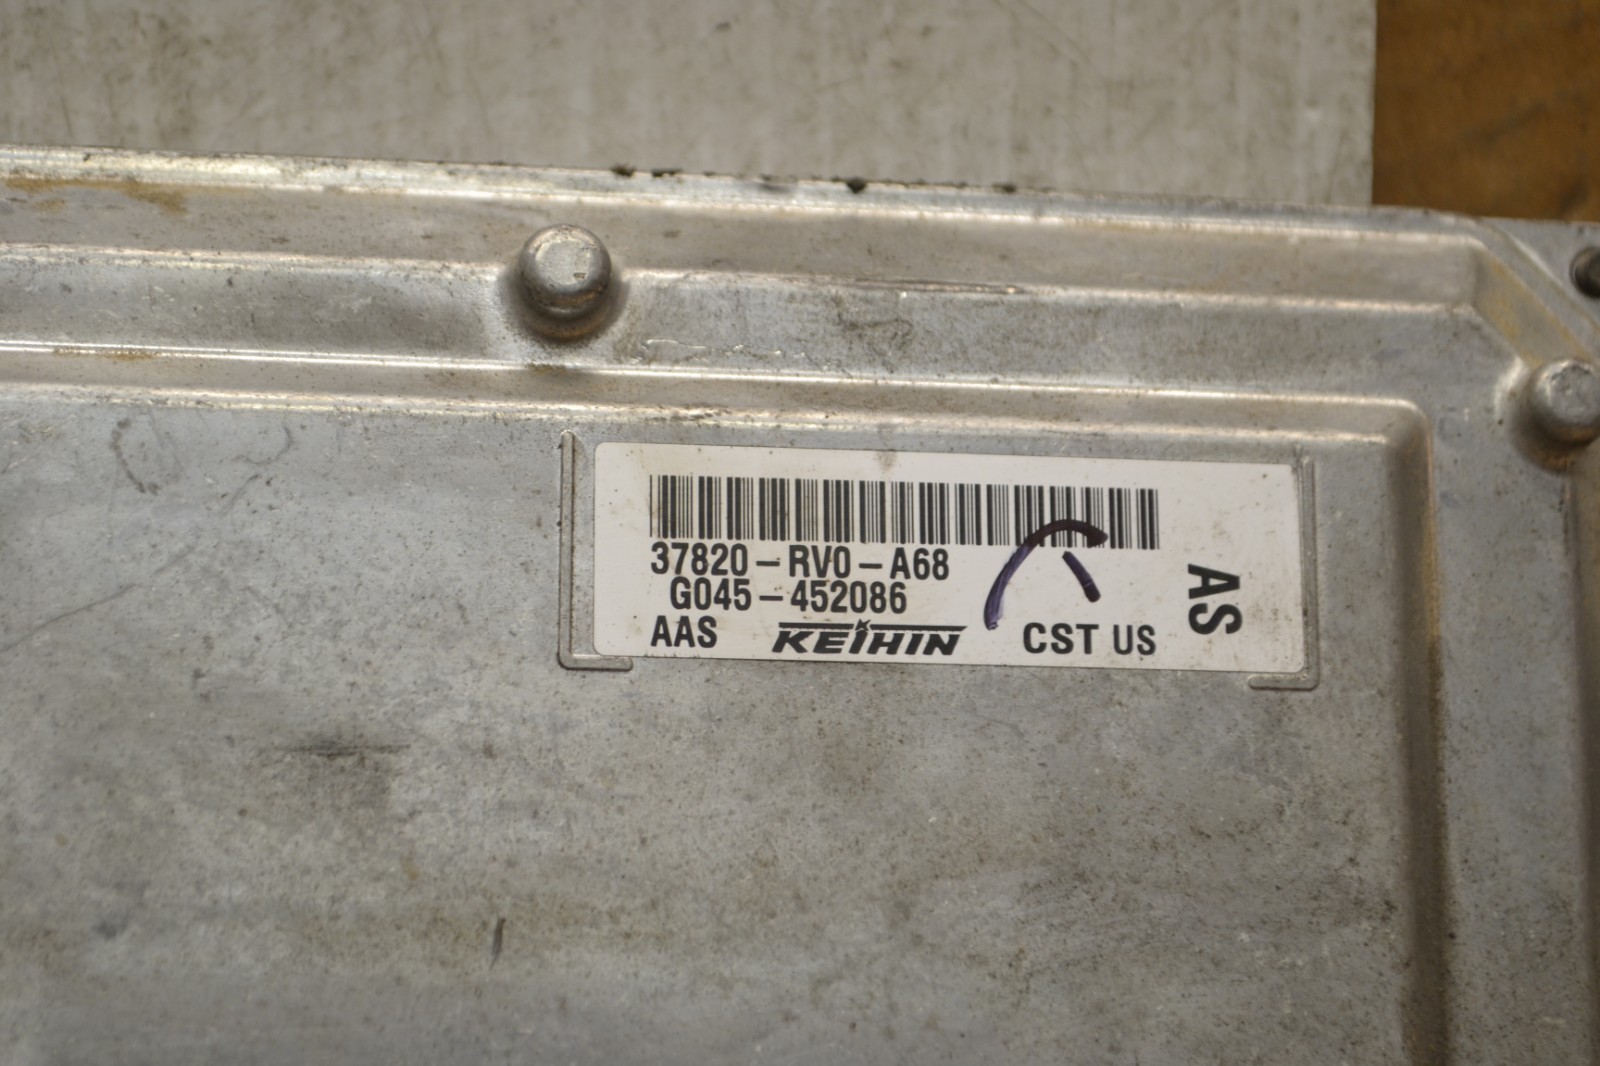 37820-RV0-A68
G045-452086
AAS KEIHIN CST US
AS